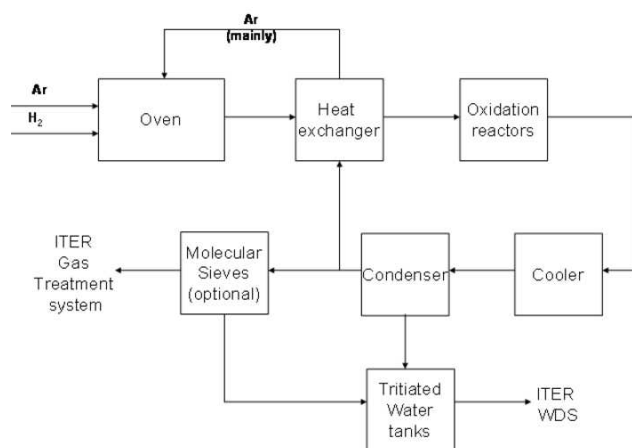 Ar
(mainly)
Ar
H₂
Oven
Heat
exchanger
Oxidation
reactors
ITER
Gas
Treatment
system
Molecular
Sieves
(optional)
Condenser
Cooler
Tritiated
Water
tanks
ITER
WDS